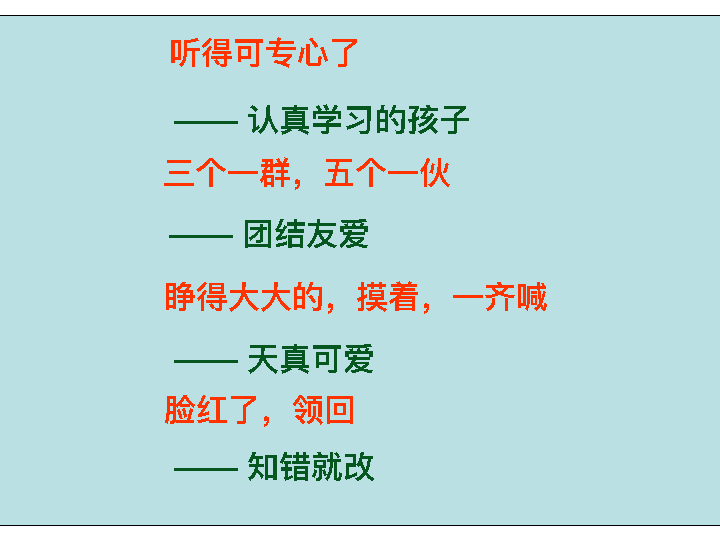 听得可专心了
—— 认真学习的孩子
三个一群，五个一伙
—— 团结友爱
睁得大大的，摸着，一齐喊
—— 天真可爱
脸红了，领回
—— 知错就改